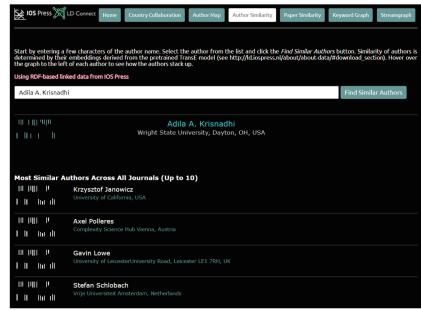 IOS Press LD Connect Home Country Collaboration Author Map Author Similarity Paper Similarity Keyword Graph Streamgraph
Start by entering a few characters of the author name. Select the author from the list and click the Find Similar Authors button. Similarity of authors is
determined by their embeddings derived from the pretrained TransE model (see http://ld.iospress.nl/about/about-data/#download_section). Hover over
the graph to the left of each author to see how the authors stack up.
Using RDF-based linked data from IOS Press
Adila A. Krisnadhi Find Similar Authors
Adila A. Krisnadhi
Wright State University, Dayton, OH, USA
Most Similar Authors Across All Journals (Up to 10)
Krzysztof Janowicz
University of California, USA
Axel Polleres
Complexity Science Hub Vienna, Austria
Gavin Lowe
University of LeicesterUniversity Road, Leicester LE1 7RH, UK
Stefan Schlobach
Vrije Universiteit Amsterdam, Netherlands